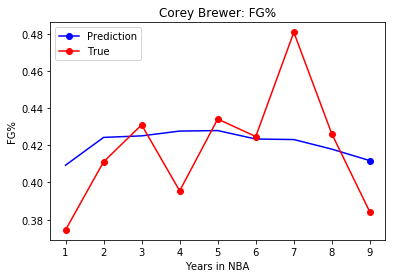 Corey Brewer: FG%
Prediction
True
FG%
0.48
0.46
0.44
0.42
0.40
0.38
1 2 3 4 5 6 7 8 9
Years in NBA